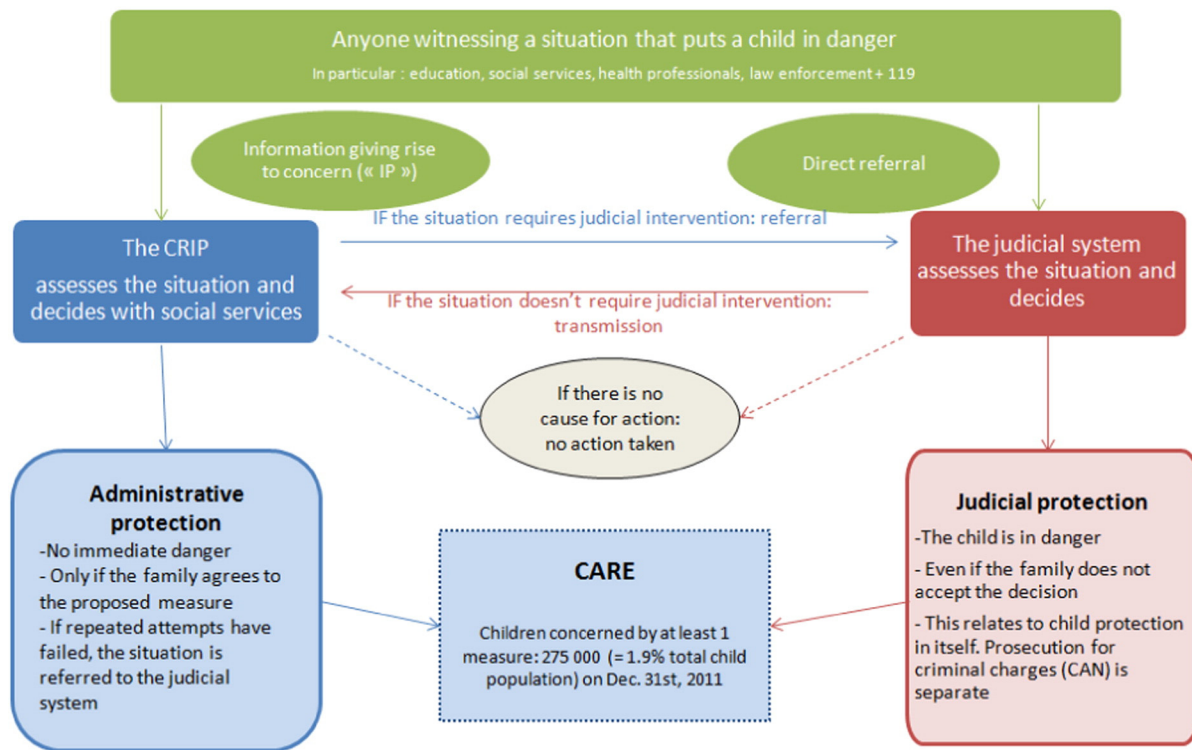 Anyone witnessing a situation that puts a child in danger
In particular : education, social services, health professionals, law enforcement + 119
Information giving rise
to concern (« IP »)
Direct referral
IF the situation requires judicial intervention: referral
The CRIP
assesses the situation and
decides with social services
The judicial system
assesses the situation and
decides
IF the situation doesn't require judicial intervention:
transmission
If there is no
cause for action:
no action taken
Administrative
protection
-No immediate danger
- Only if the family agrees to
the proposed measure
- If repeated attempts have
failed, the situation is
referred to the judicial
system
CARE
Children concerned by at least 1
measure: 275 000 (= 1.9% total child
population) on Dec. 31st, 2011
Judicial protection
-The child is in danger
- Even if the family does not
accept the decision
- This relates to child protection
in itself. Prosecution for
criminal charges (CAN) is
separate